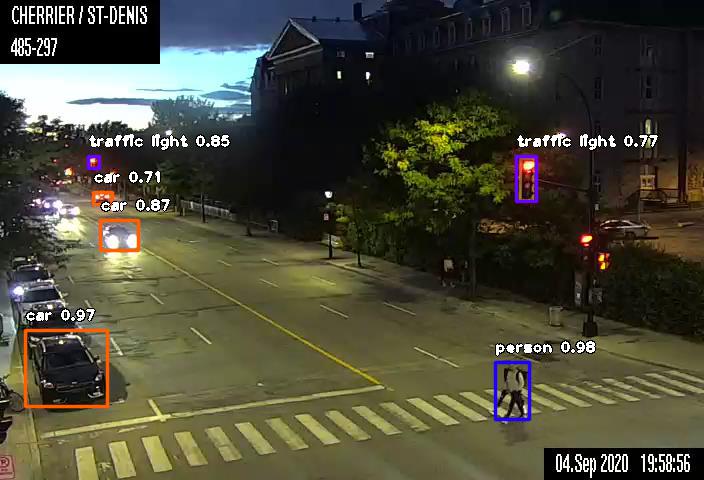 CHERRIER / ST-DENIS
485-297
traffic light 0.85
traffic light 0.77
car 0.71
car 0.87
car 0.97
person 0.98
04.Sep 2020 19:58:56